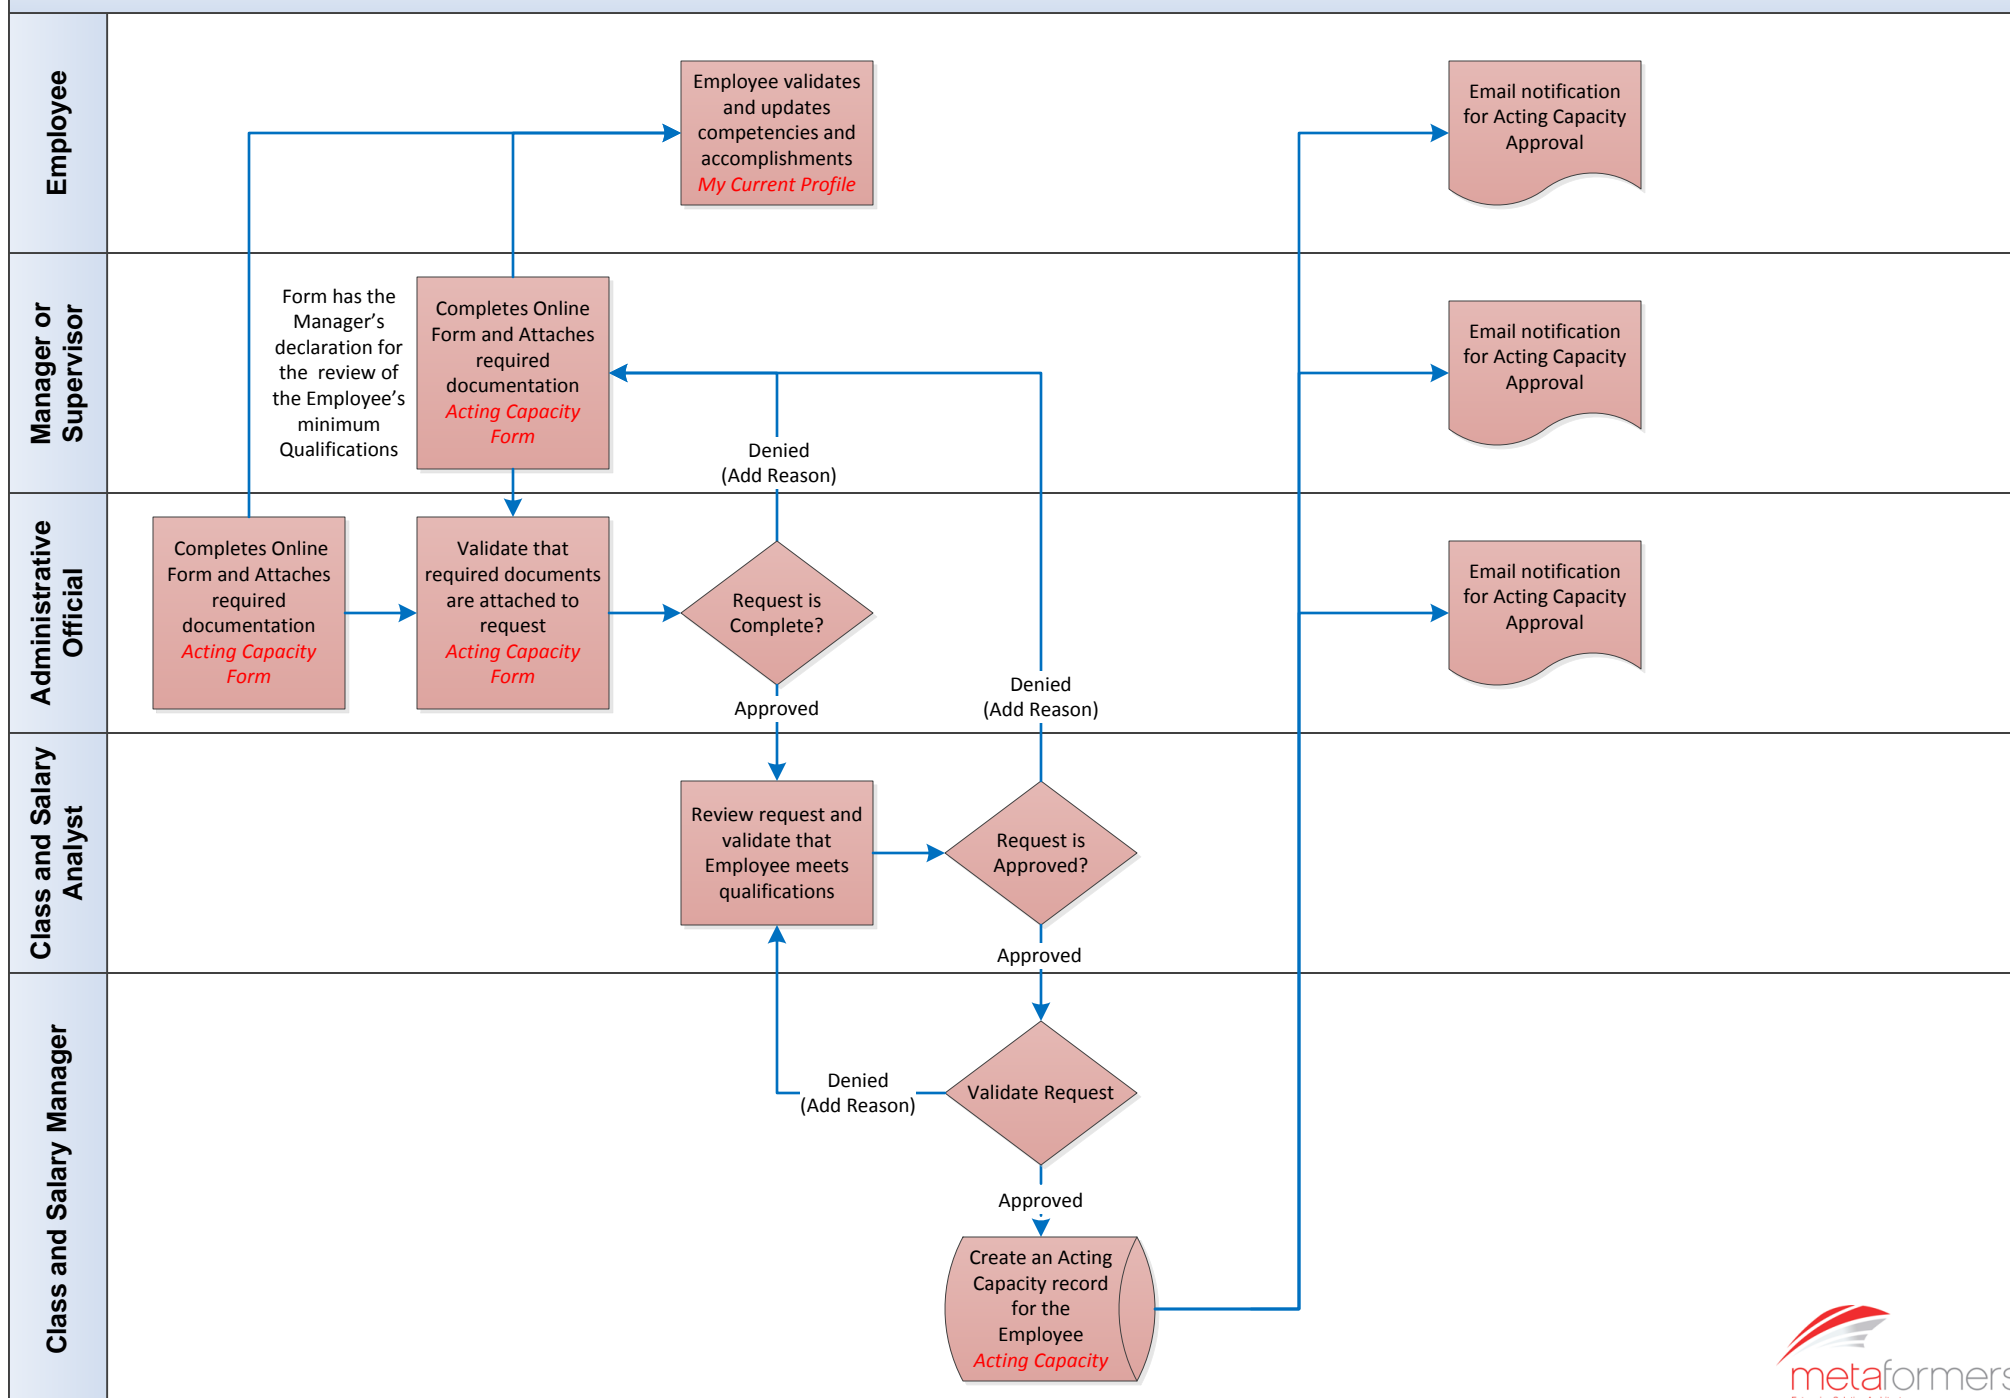 Employee
Employee validates
and updates
competencies and
accomplishments
My Current Profile
Email notification
for Acting Capacity
Approval
Manager or
Supervisor
Form has the
Manager's
declaration for
the review of
the Employee's
minimum
Qualifications
Completes Online
Form and Attaches
required
documentation
Acting Capacity
Form
Denied
(Add Reason)
Email notification
for Acting Capacity
Approval
Administrative
Official
Completes Online
Form and Attaches
required
documentation
Acting Capacity
Form
Validate that
required documents
are attached to
request
Acting Capacity
Form
Request is
Complete?
Approved
Denied
(Add Reason)
Email notification
for Acting Capacity
Approval
Class and Salary
Analyst
Review request and
validate that
Employee meets
qualifications
Request is
Approved?
Approved
Class and Salary Manager
Denied
(Add Reason)
Validate Request
Approved
Create an Acting
Capacity record
for the
Employee
Acting Capacity
metaformers